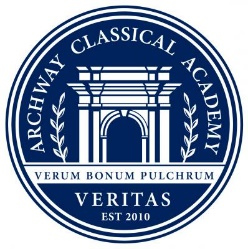 ARCHWAY CLASSICAL ACADEMY
VERUM BONUM PULCHRUM
VERITAS
EST 2010